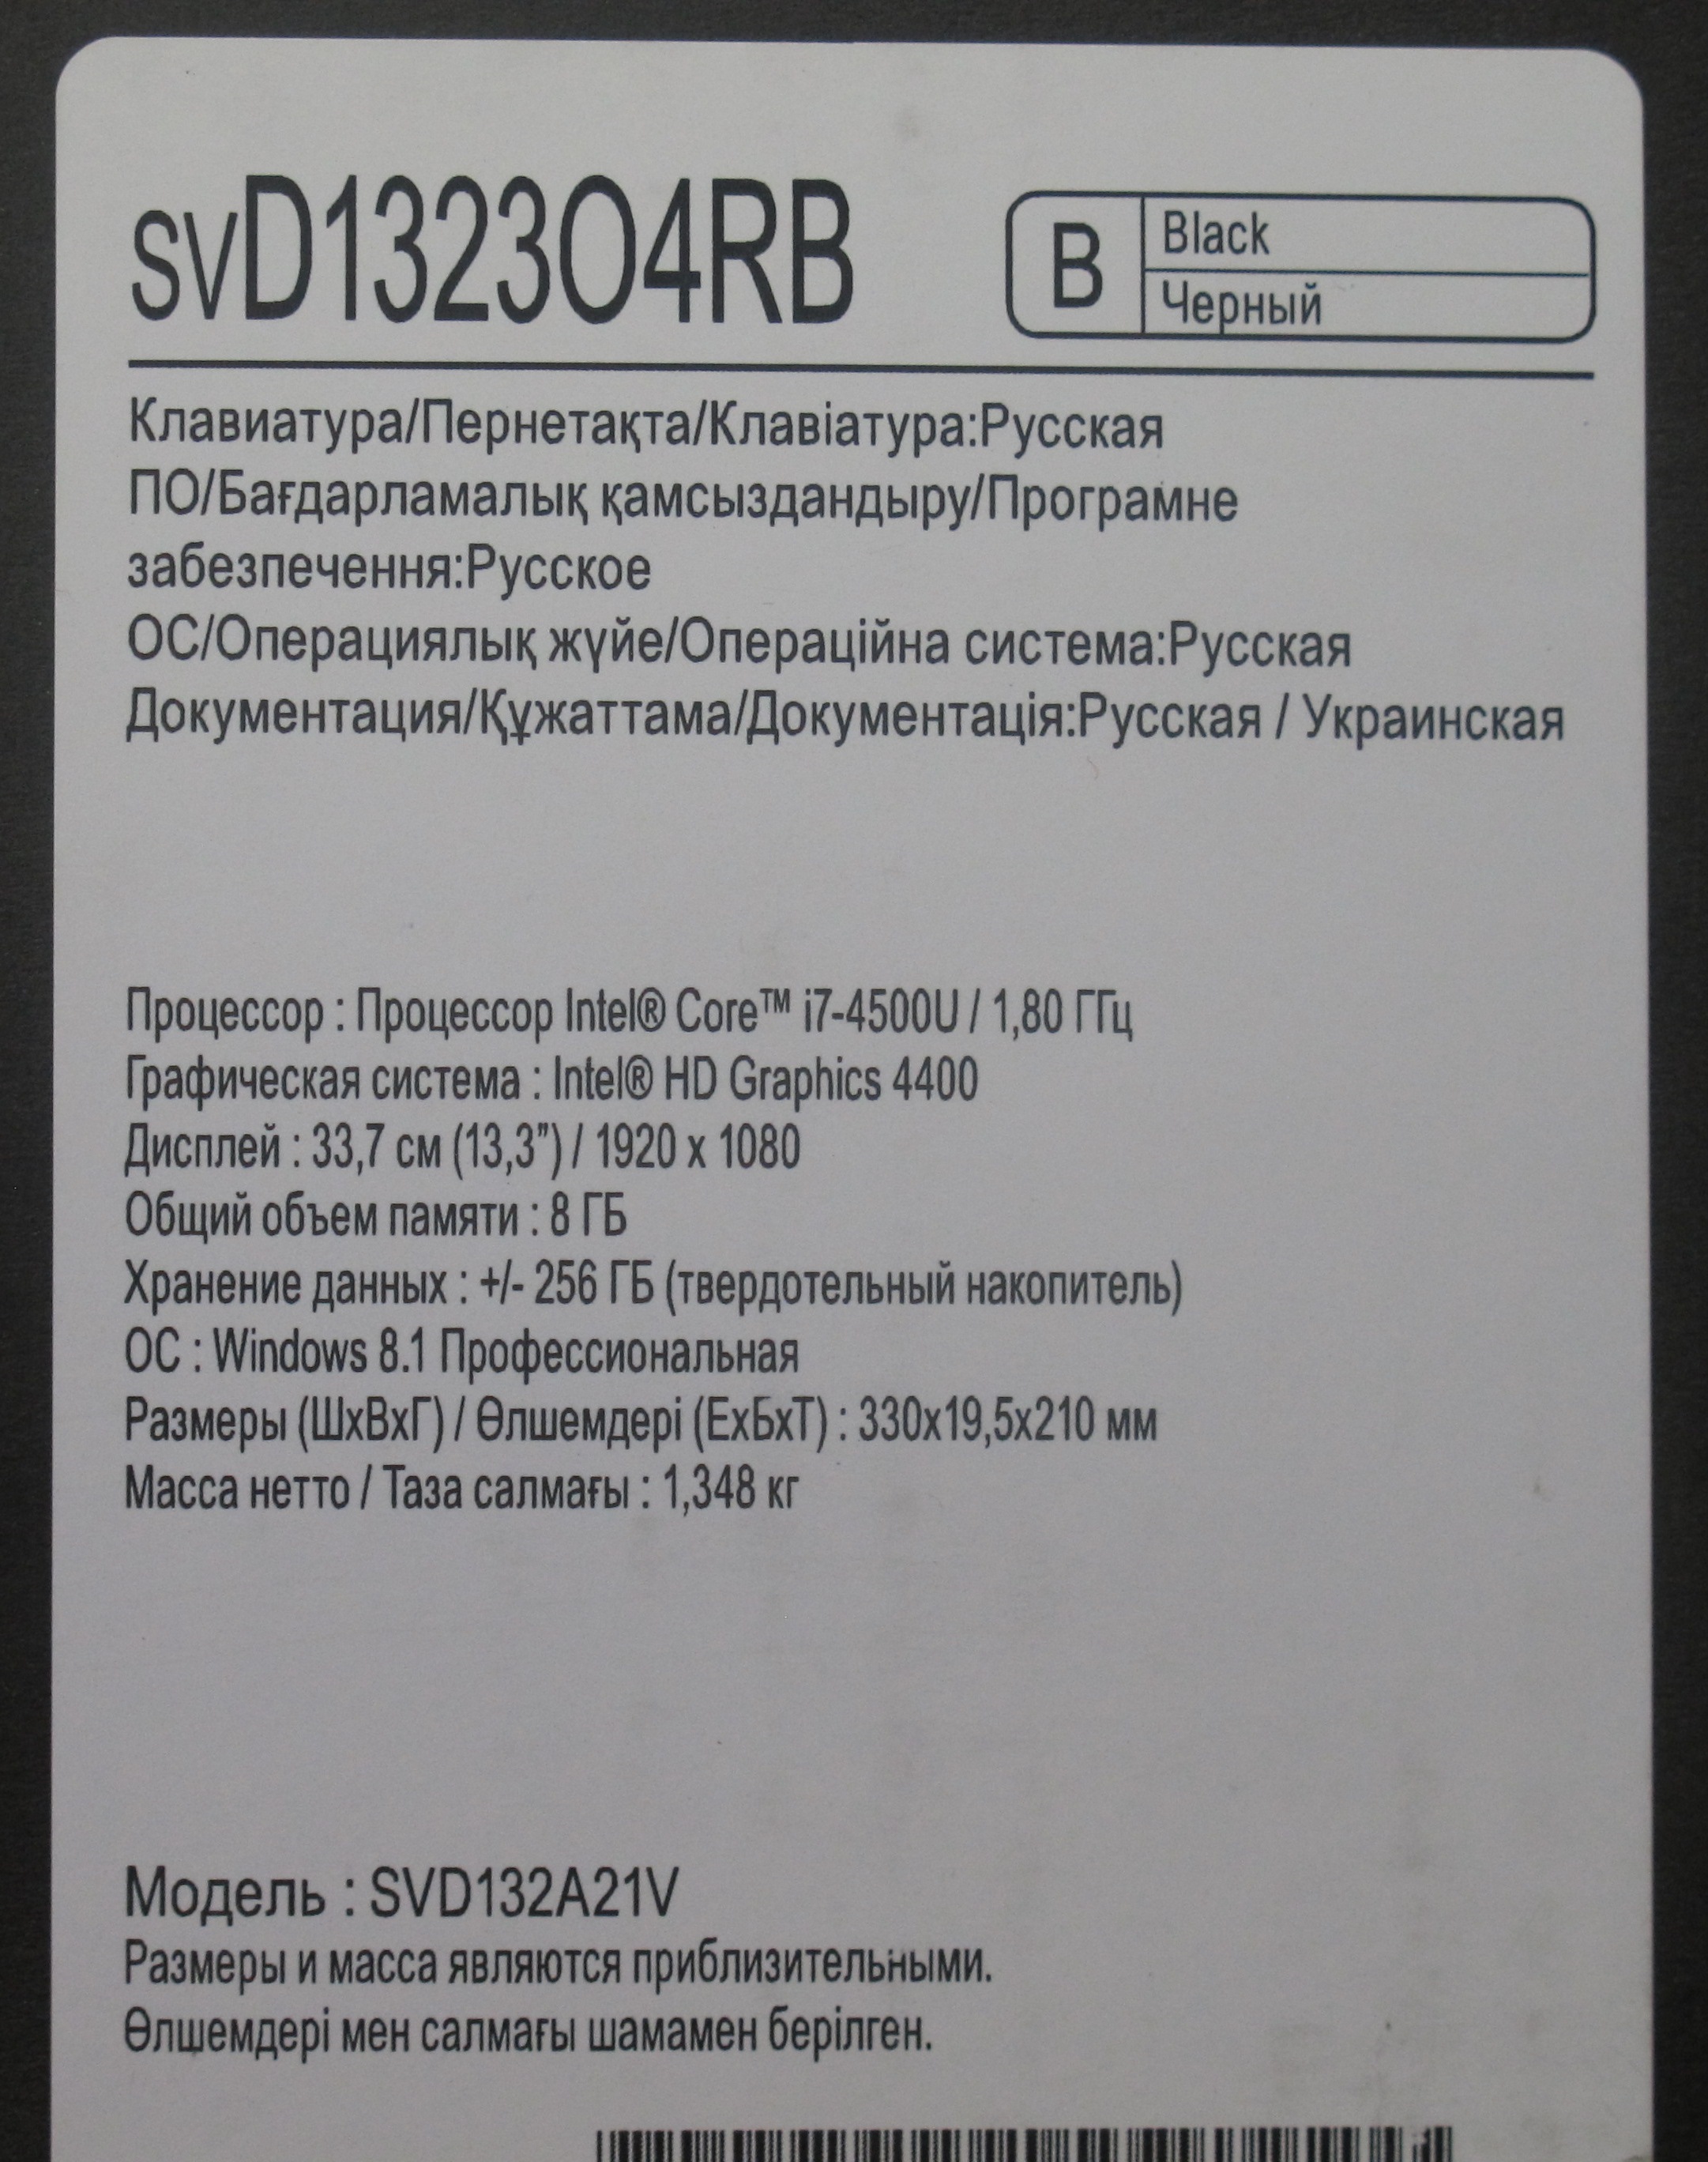 SVD1323O4RB
B
Black
Черный
Клавиатура/Пернетақта/Клавіатура:Русская
ПО/Бағдарламалық қамсыздандыру/Програмне
забезпечення:Русское
ОС/Операциялық жүйе/Операційна система:Русская
Документация/Құжаттама/Документація:Русская / Украинская
Процессор : Процессор Intel® Core™ i7-4500U / 1,80 ГГц
Графическая система : Intel® HD Graphics 4400
Дисплей : 33,7 см (13,3”) / 1920 x 1080
Общий объем памяти : 8 ГБ
Хранение данных : +/- 256 ГБ (твердотельный накопитель)
ОС : Windows 8.1 Профессиональная
Размеры (ШxВxГ) / Өлшемдері (ЕxБxТ) : 330x19,5x210 мм
Масса нетто / Таза салмағы : 1,348 кг
Модель : SVD132A21V
Размеры и масса являются приблизительными.
Өлшемдері мен салмағы шамамен берілген.